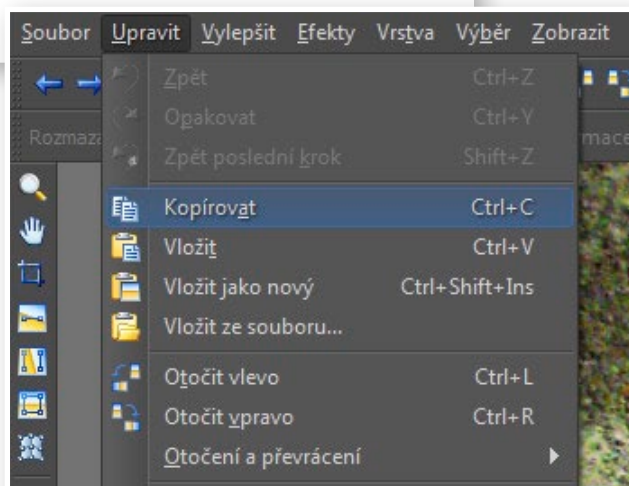 Soubor Upravit Vylepšit Efekty Vrstva Výběr Zobrazit
Zpět Ctrl+Z
Opakovat Ctrl+Y
Zpět poslední krok Shift+Z
Kopírovat Ctrl+C
Vložit Ctrl+V
Vložit jako nový Ctrl+Shift+Ins
Vložit ze souboru...
Otočit vlevo Ctrl+L
Otočit vpravo Ctrl+R
Otočení a převrácení